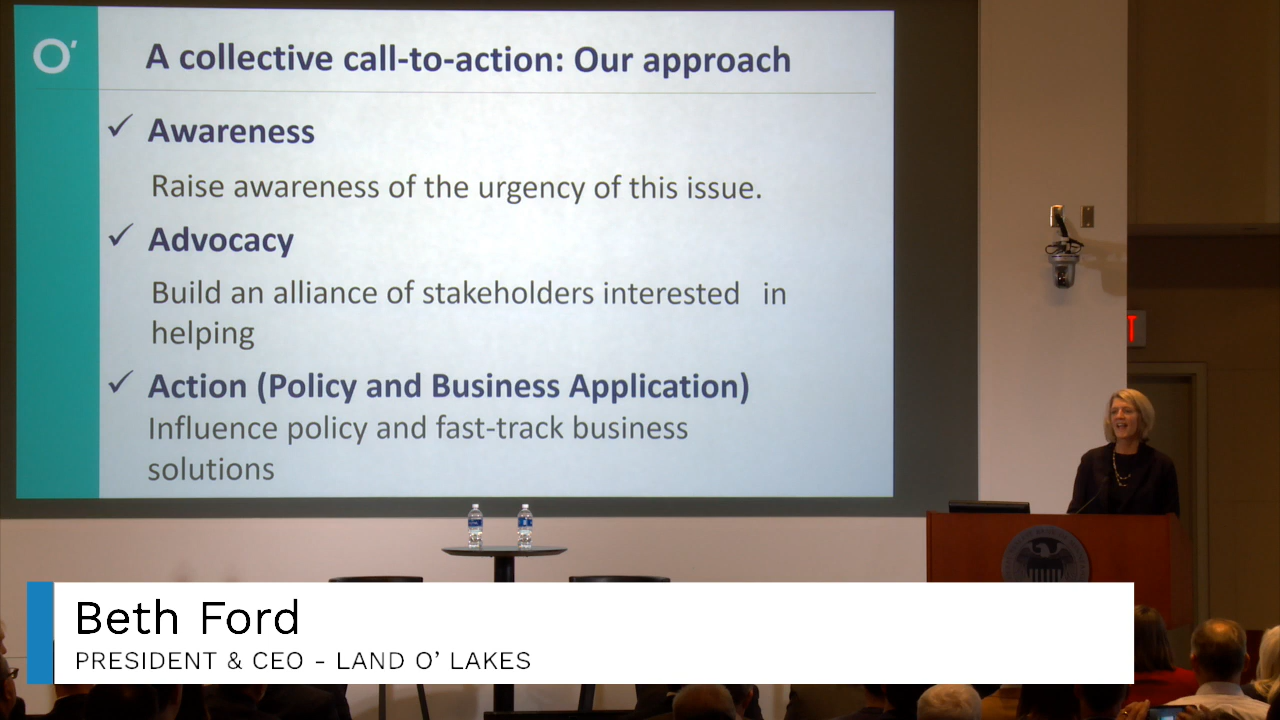 O'
A collective call-to-action: Our approach
✓ Awareness
Raise awareness of the urgency of this issue.
✓ Advocacy
Build an alliance of stakeholders interested in
helping
✓ Action (Policy and Business Application)
Influence policy and fast-track business
solutions
T
Beth Ford
PRESIDENT & CEO - LAND O' LAKES